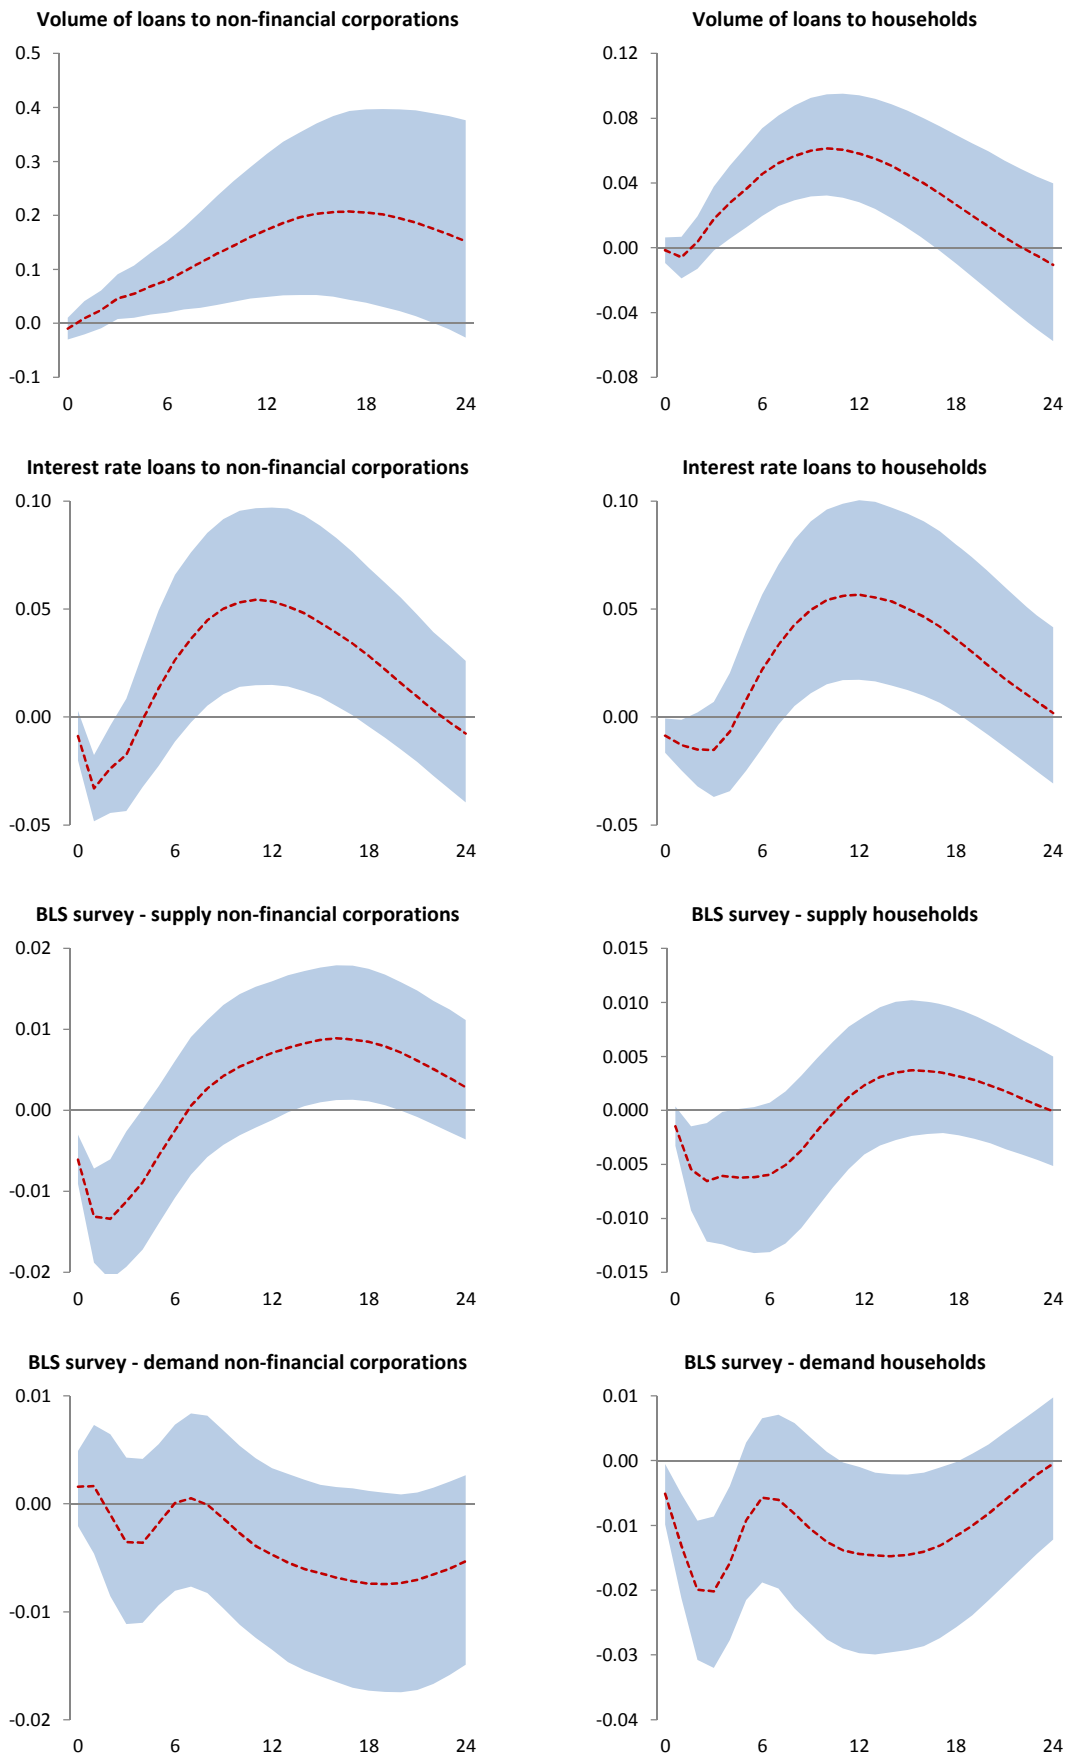 Volume of loans to non-financial corporations
0.5
0.4
0.3
0.2
0.1
0.0
-0.1
0 6 12 18 24
Volume of loans to households
0.12
0.08
0.04
0.00
-0.04
-0.08
0 6 12 18 24
Interest rate loans to non-financial corporations
0.10
0.05
0.00
-0.05
0 6 12 18 24
Interest rate loans to households
0.10
0.05
0.00
-0.05
0 6 12 18 24
BLS survey - supply non-financial corporations
0.02
0.01
0.00
-0.01
-0.02
0 6 12 18 24
BLS survey - supply households
0.015
0.010
0.005
0.000
-0.005
-0.010
-0.015
0 6 12 18 24
BLS survey - demand non-financial corporations
0.01
0.00
-0.01
-0.02
0 6 12 18 24
BLS survey - demand households
0.01
0.00
-0.01
-0.02
-0.03
-0.04
0 6 12 18 24